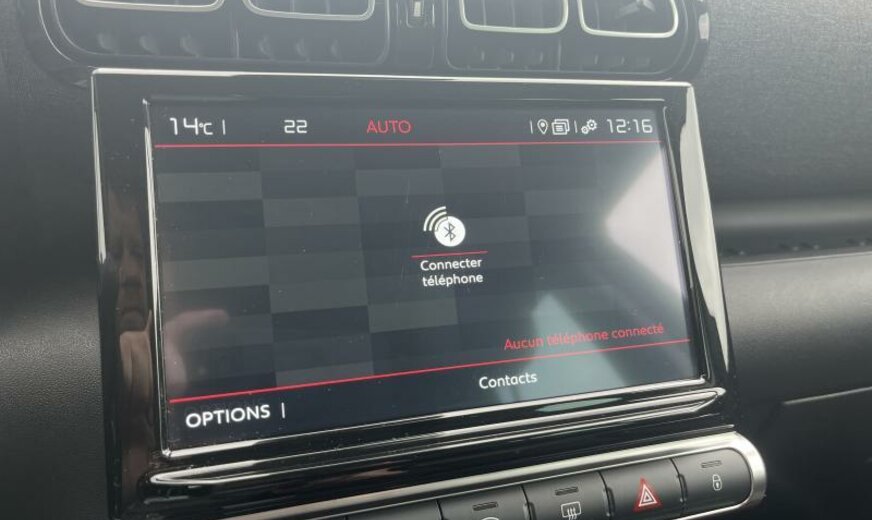 14°C | 22 AUTO | | 12:16
Connecter
téléphone
Aucun téléphone connecté
Contacts
OPTIONS |